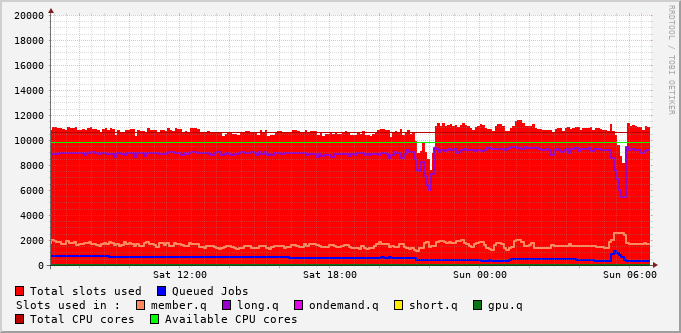 20000
18000
16000
14000
12000
10000
8000
6000
4000
2000
0
Sat 12:00 Sat 18:00 Sun 00:00 Sun 06:00
RRDTOOL / TOBI OETIKER
Total slots used Queued Jobs
Slots used in : member.q long.q ondemand.q short.q gpu.q
Total CPU cores Available CPU cores